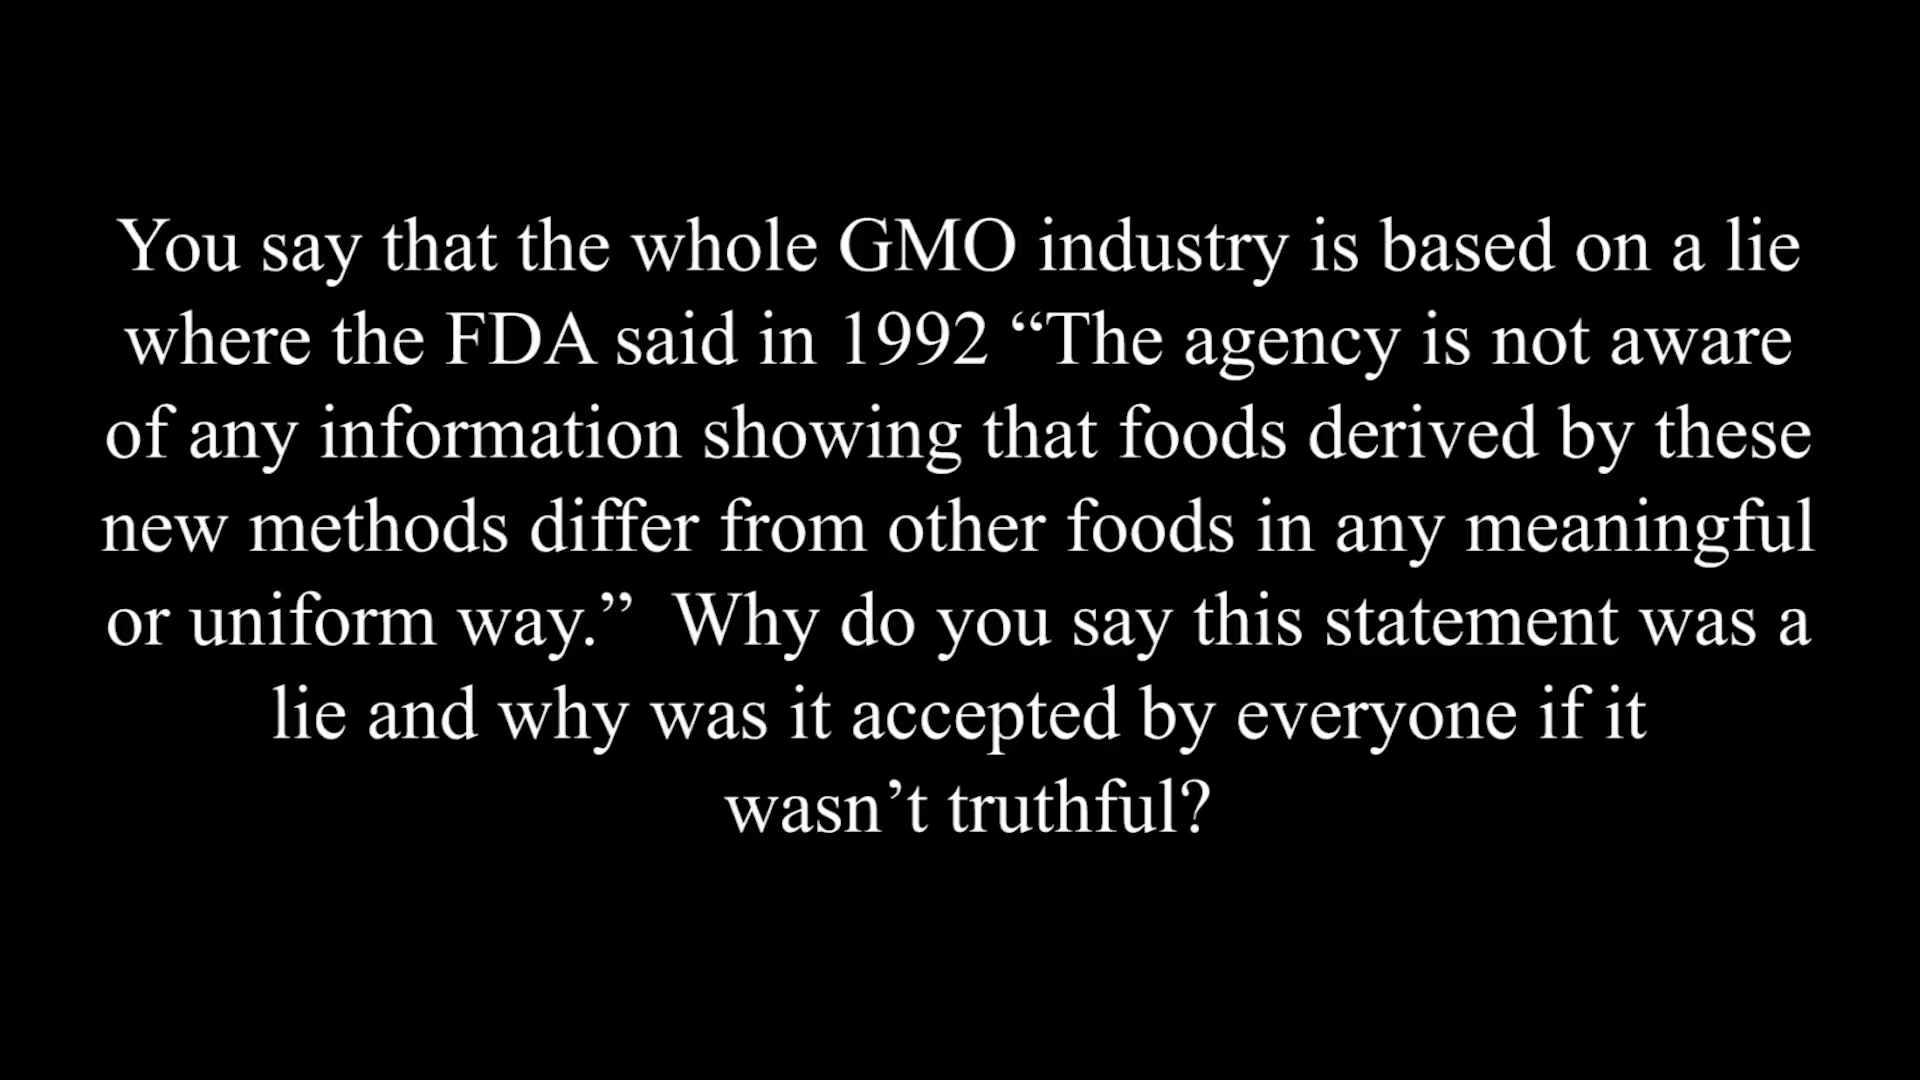 You say that the whole GMO industry is based on a lie
where the FDA said in 1992 “The agency is not aware
of any information showing that foods derived by these
new methods differ from other foods in any meaningful
or uniform way.”  Why do you say this statement was a
lie and why was it accepted by everyone if it
wasn’t truthful?